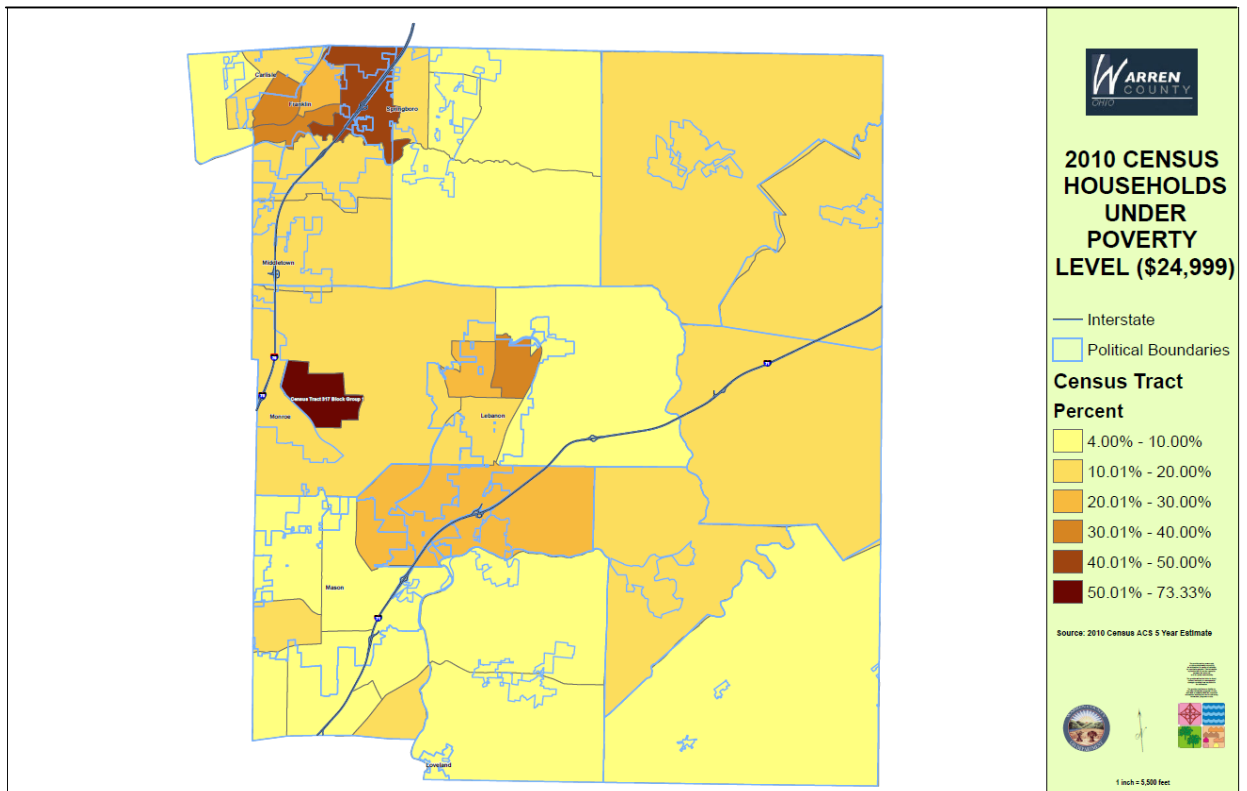 Carlisle
Franklin
Springboro
Middletown
Census Tract 317 Block Group
Monroe
Lebanon
71
Mason
Loveland
WARREN
COUNTY
OHIO
2010 CENSUS
HOUSEHOLDS
UNDER
POVERTY
LEVEL ($24,999)
Interstate
Political Boundaries
Census Tract
Percent
4.00% - 10.00%
10.01% - 20.00%
20.01% - 30.00%
30.01% - 40.00%
40.01% - 50.00%
50.01% - 73.33%
Source: 2010 Census ACS 5 Year Estimate
1 inch = 5,500 feet